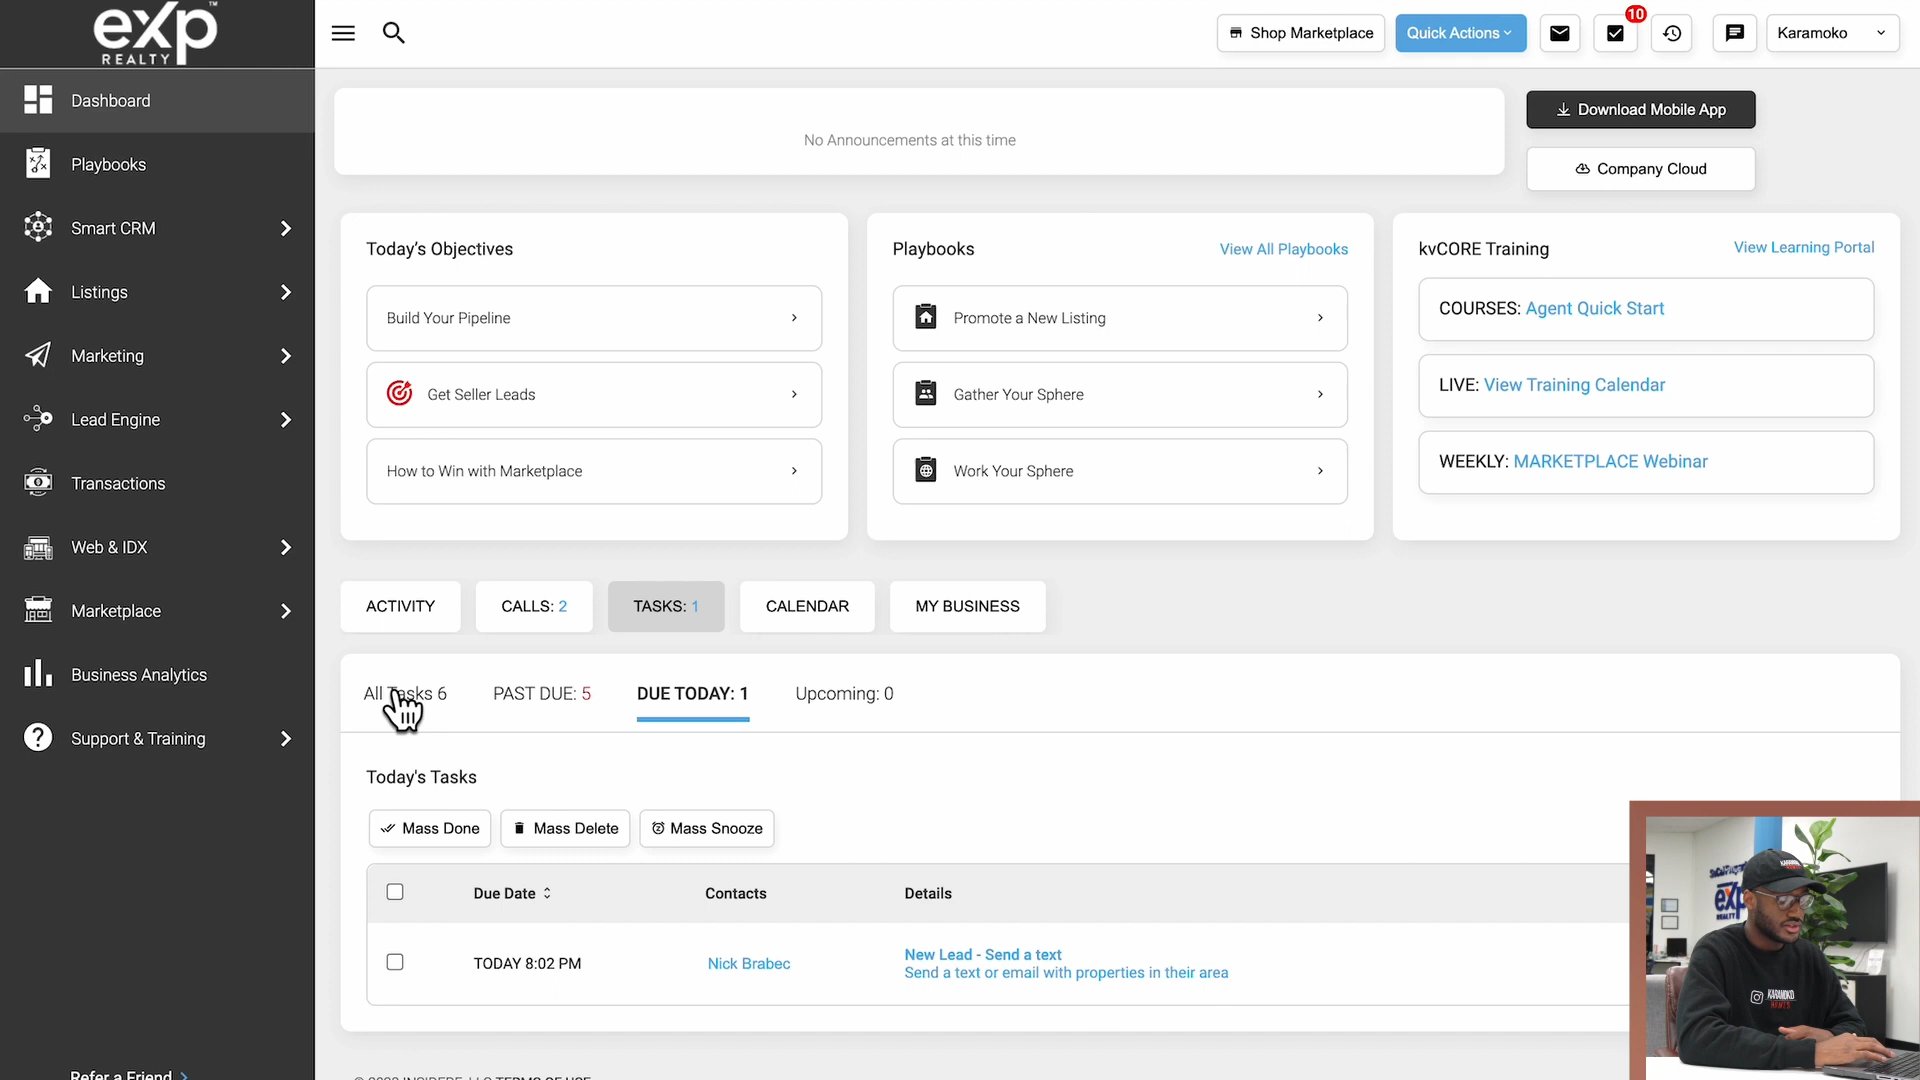 exp
REALTY
Shop Marketplace
Quick Actions
10
Karamoko
Dashboard
Playbooks
Smart CRM
Listings
Marketing
Lead Engine
Transactions
Web & IDX
Marketplace
Business Analytics
Support & Training
Refer a Friend
No Announcements at this time
Download Mobile App
Company Cloud
Today's Objectives
Build Your Pipeline
Get Seller Leads
How to Win with Marketplace
Playbooks
View All Playbooks
Promote a New Listing
Gather Your Sphere
Work Your Sphere
kvCORE Training
View Learning Portal
COURSES: Agent Quick Start
LIVE: View Training Calendar
WEEKLY: MARKETPLACE Webinar
ACTIVITY
CALLS: 2
TASKS: 1
CALENDAR
MY BUSINESS
All Tasks 6
PAST DUE: 5
DUE TODAY: 1
Upcoming: 0
Today's Tasks
Mass Done
Mass Delete
Mass Snooze
Due Date
Contacts
Details
TODAY 8:02 PM
Nick Brabec
New Lead - Send a text
Send a text or email with properties in their area
exp
REALTY
KARAMOKO